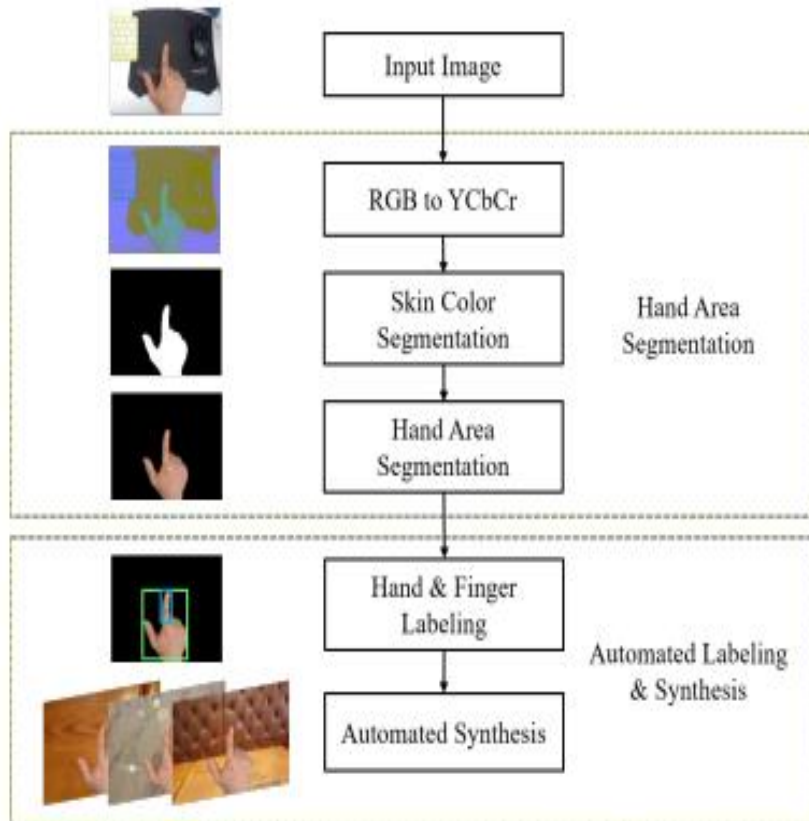 Input Image
RGB to YCbCr
Skin Color
Segmentation
Hand Area
Segmentation
Hand Area
Segmentation
Hand & Finger
Labeling
Automated Labeling
& Synthesis
Automated Synthesis